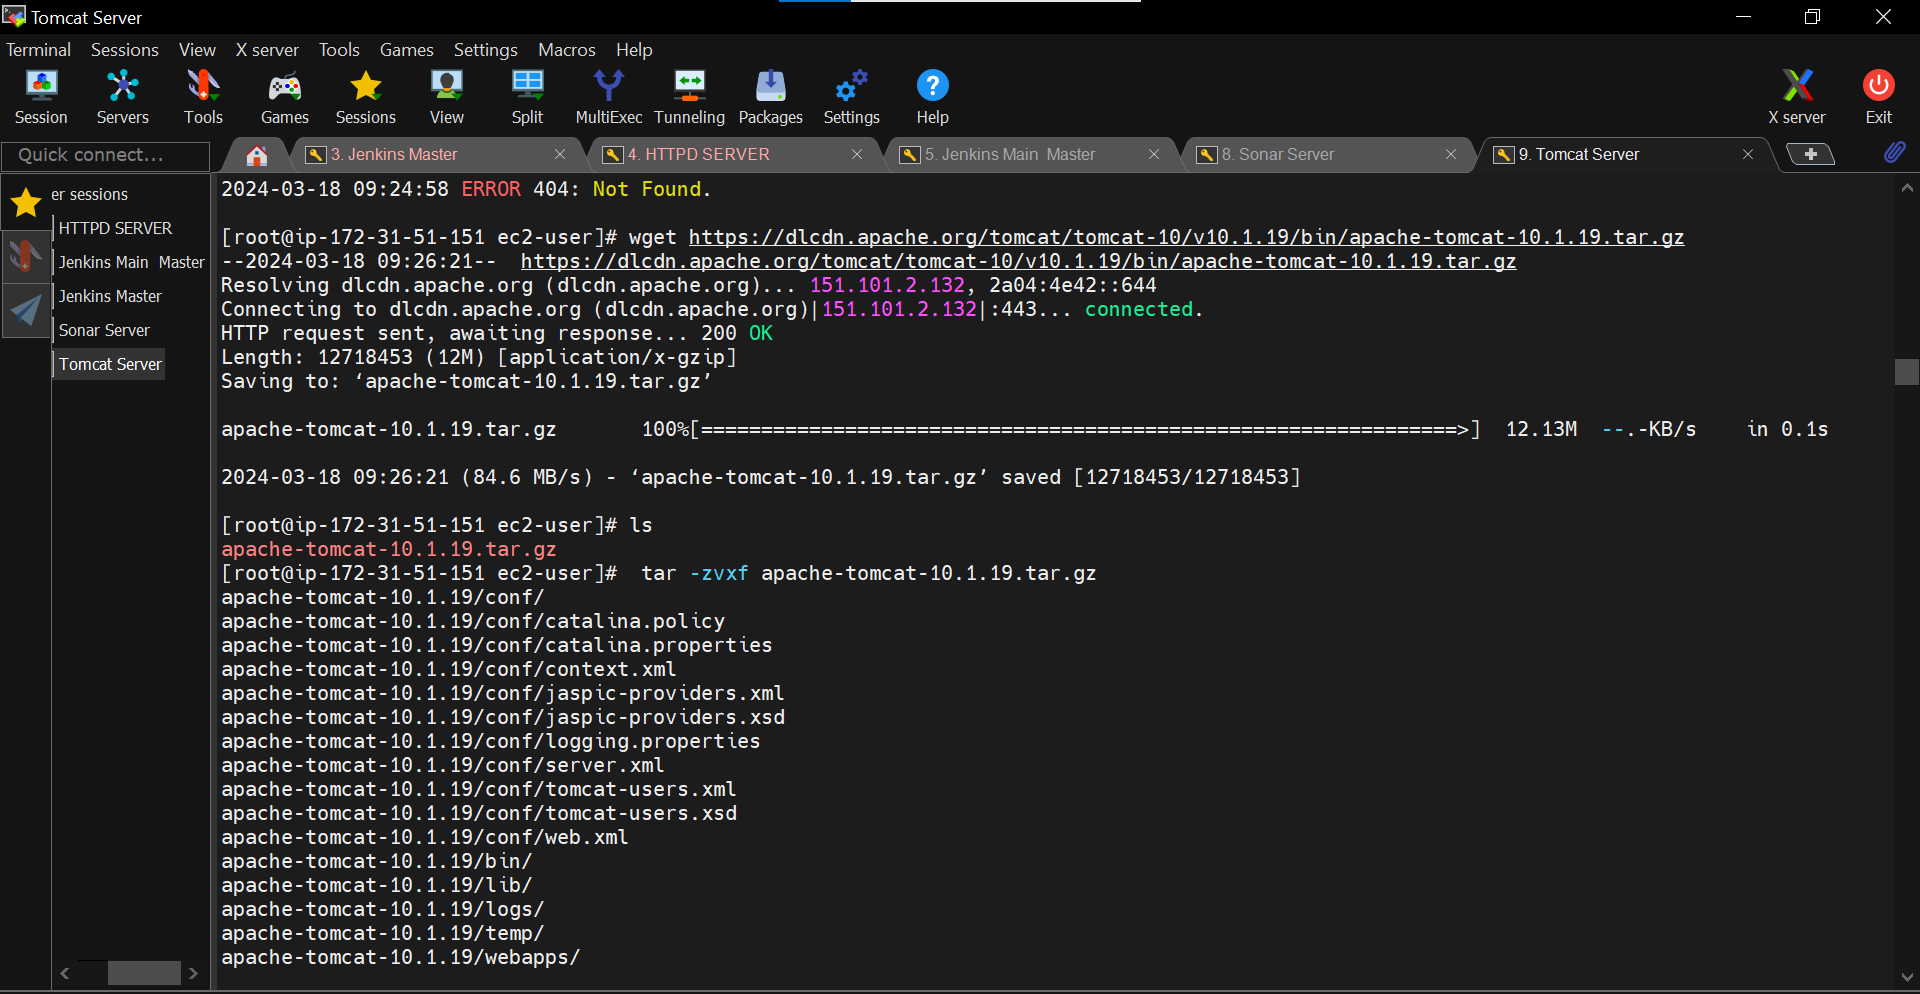 Tomcat Server
Terminal Sessions View X server Tools Games Settings Macros Help
Session Servers Tools Games Sessions View Split MultiExec Tunneling Packages Settings Help X server Exit
Quick connect...
3. Jenkins Master
4. HTTPD SERVER
5. Jenkins Main Master
8. Sonar Server
9. Tomcat Server
er sessions
HTTPD SERVER
Jenkins Main Master
Jenkins Master
Sonar Server
Tomcat Server
2024-03-18 09:24:58 ERROR 404: Not Found.
[root@ip-172-31-51-151 ec2-user]# wget https://dlcdn.apache.org/tomcat/tomcat-10/v10.1.19/bin/apache-tomcat-10.1.19.tar.gz
--2024-03-18 09:26:21-- https://dlcdn.apache.org/tomcat/tomcat-10/v10.1.19/bin/apache-tomcat-10.1.19.tar.gz
Resolving dlcdn.apache.org (dlcdn.apache.org)... 151.101.2.132, 2a04:4e42::644
Connecting to dlcdn.apache.org (dlcdn.apache.org)|151.101.2.132|:443... connected.
HTTP request sent, awaiting response... 200 OK
Length: 12718453 (12M) [application/x-gzip]
Saving to: ‘apache-tomcat-10.1.19.tar.gz’
apache-tomcat-10.1.19.tar.gz 100%[===============================================================>] 12.13M --.-KB/s in 0.1s
2024-03-18 09:26:21 (84.6 MB/s) - ‘apache-tomcat-10.1.19.tar.gz’ saved [12718453/12718453]
[root@ip-172-31-51-151 ec2-user]# ls
apache-tomcat-10.1.19.tar.gz
[root@ip-172-31-51-151 ec2-user]# tar -zvxf apache-tomcat-10.1.19.tar.gz
apache-tomcat-10.1.19/conf/
apache-tomcat-10.1.19/conf/catalina.policy
apache-tomcat-10.1.19/conf/catalina.properties
apache-tomcat-10.1.19/conf/context.xml
apache-tomcat-10.1.19/conf/jaspic-providers.xml
apache-tomcat-10.1.19/conf/jaspic-providers.xsd
apache-tomcat-10.1.19/conf/logging.properties
apache-tomcat-10.1.19/conf/server.xml
apache-tomcat-10.1.19/conf/tomcat-users.xml
apache-tomcat-10.1.19/conf/tomcat-users.xsd
apache-tomcat-10.1.19/conf/web.xml
apache-tomcat-10.1.19/bin/
apache-tomcat-10.1.19/lib/
apache-tomcat-10.1.19/logs/
apache-tomcat-10.1.19/temp/
apache-tomcat-10.1.19/webapps/